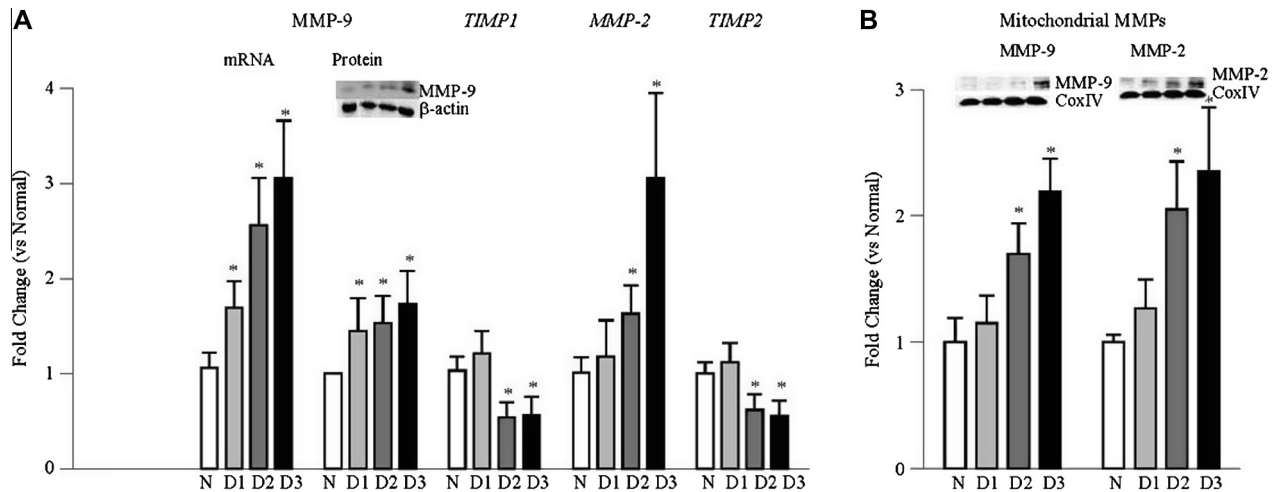 A
MMP-9 TIMP1 MMP-2 TIMP2
mRNA Protein
MMP-9
β-actin
Fold Change (vs Normal)
4
3
2
1
0
* * *
* * *
* *
* *
* *
N D1 D2 D3 N D1 D2 D3 N D1 D2 D3 N D1 D2 D3 N D1 D2 D3
B
Mitochondrial MMPs
MMP-9 MMP-2
MMP-9
CoxIV
MMP-2
CoxIV
Fold Change (vs Normal)
3
2
1
0
* *
* *
N D1 D2 D3 N D1 D2 D3